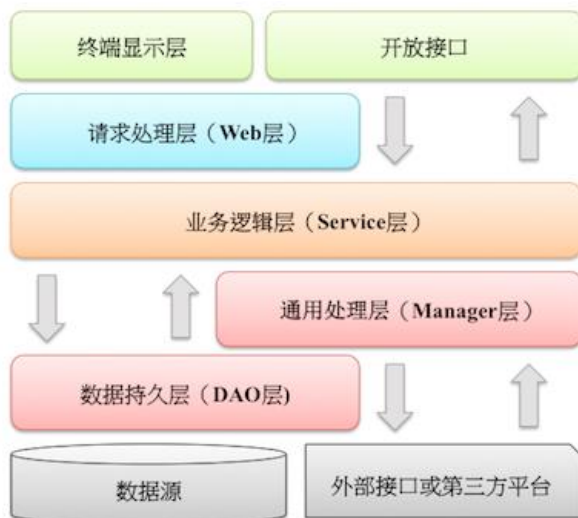 终端显示层
开放接口
请求处理层（Web层）
业务逻辑层（Service层）
通用处理层（Manager层）
数据持久层（DAO层)
数据源
外部接口或第三方平台